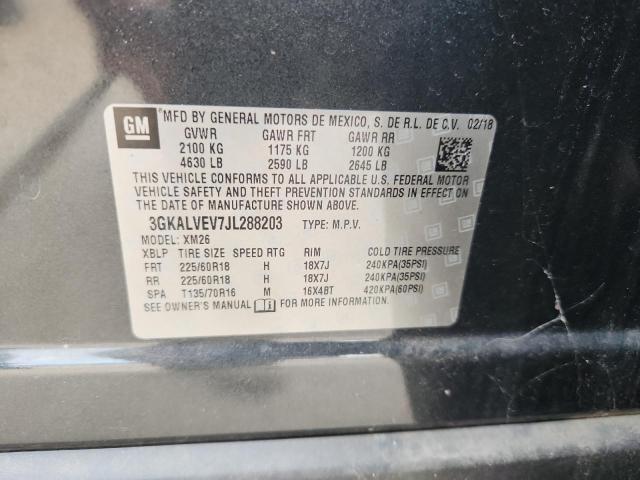 GM
MFD BY GENERAL MOTORS DE MEXICO, S. DE R.L. DE C.V. 02/18
GVWR GAWR FRT GAWR RR
2100 KG 1175 KG 1200 KG
4630 LB 2590 LB 2645 LB
THIS VEHICLE CONFORMS TO ALL APPLICABLE U.S. FEDERAL MOTOR
VEHICLE SAFETY AND THEFT PREVENTION STANDARDS IN EFFECT ON
THE DATE OF MANUFACTURE SHOWN ABOVE.
3GKALVEV7JL288203 TYPE: M.P.V.
MODEL: XM26
XBLP TIRE SIZE SPEED RTG RIM COLD TIRE PRESSURE
FRT 225/60R18 H 18X7J 240KPA(35PSI)
RR 225/60R18 H 18X7J 240KPA(35PSI)
SPA T135/70R16 M 16X4BT 420KPA(60PSI)
SEE OWNER'S MANUAL i FOR MORE INFORMATION.